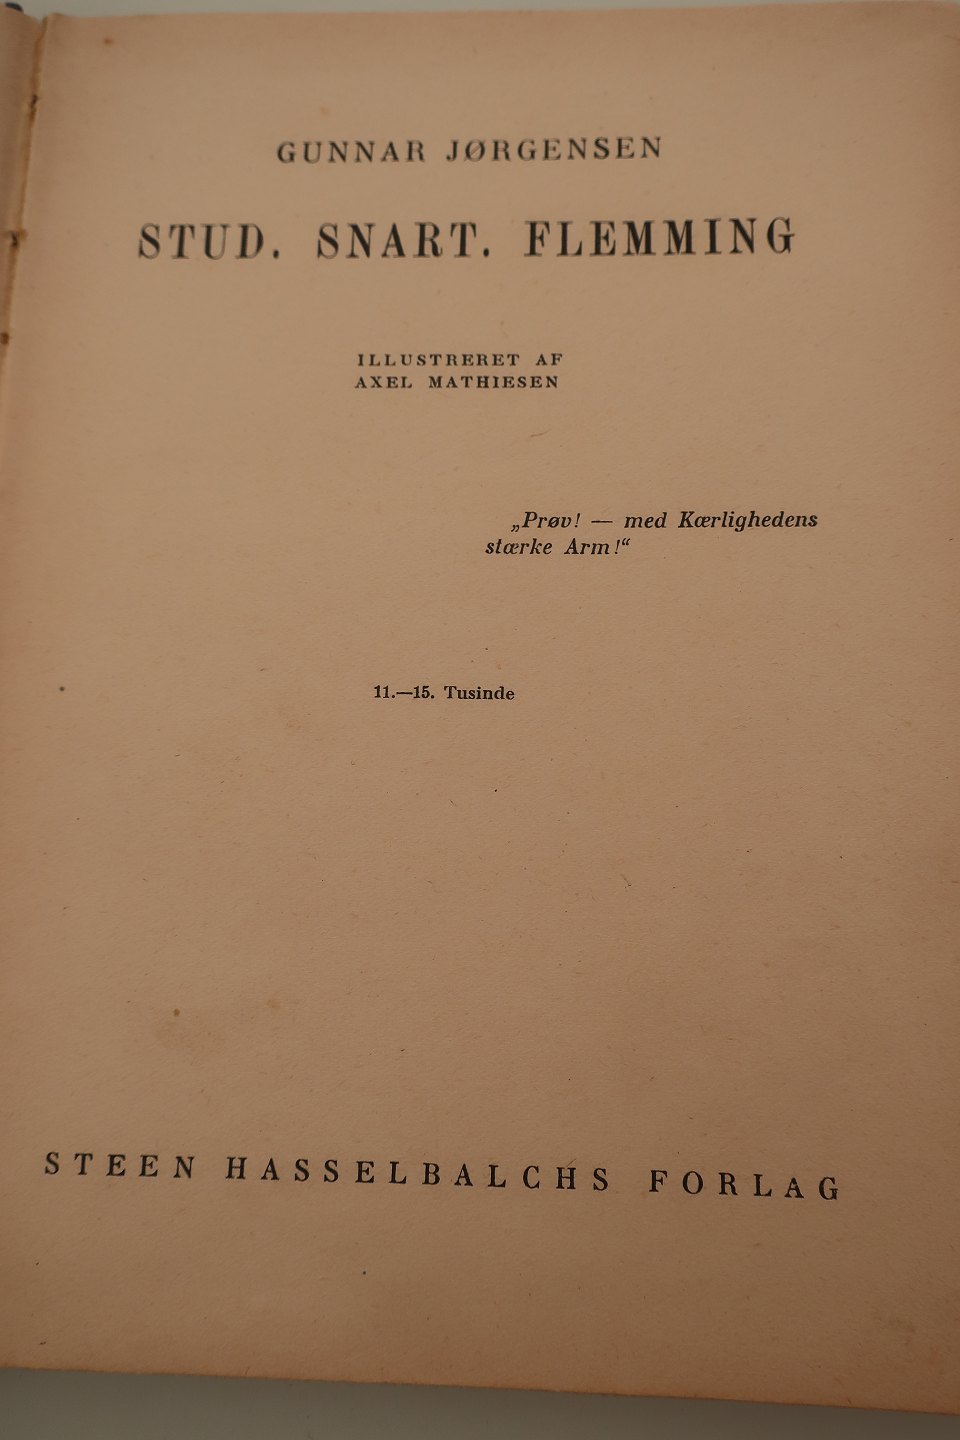 GUNNAR JØRGENSEN
STUD. SNART. FLEMMING
ILLUSTRERET AF
AXEL MATHIESEN
„Prøv! — med Kærlighedens
stærke Arm!“
11.—15. Tusinde
STEEN HASSELBALCHS FORLAG